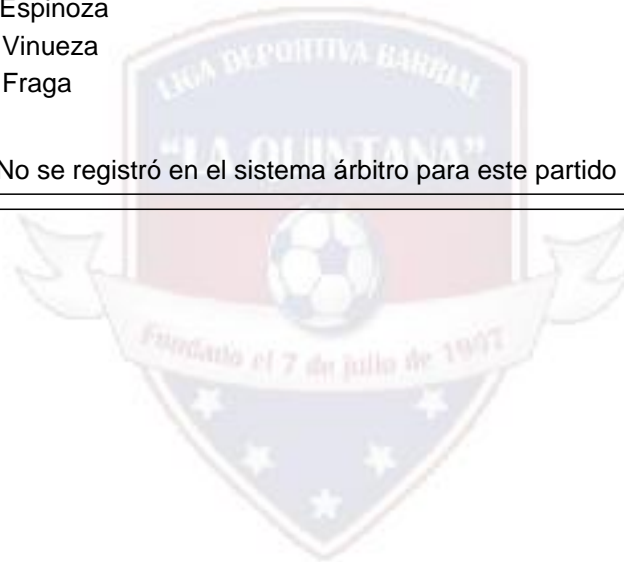 Espinoza
Vinueza
Fraga
LIGA DEPORTIVA BARRIAL
"LA QUINTANA"
No se registró en el sistema árbitro para este partido
Fundado el 7 de julio de